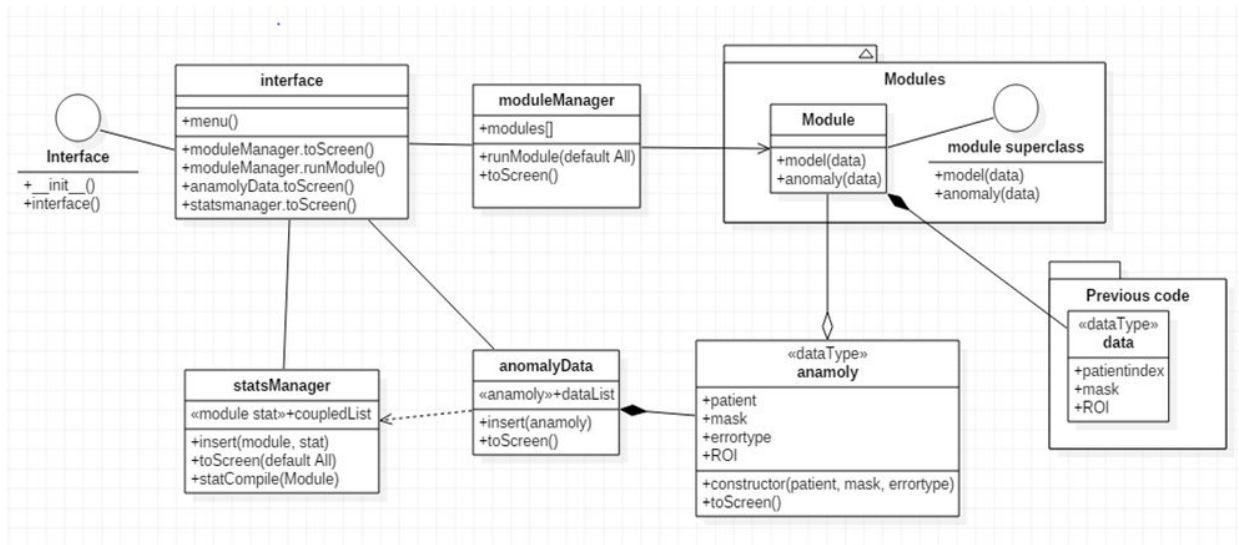 Interface
+__init__()
+interface()
interface
+menu()
+moduleManager.toScreen()
+moduleManager.runModule()
+anamolyData.toScreen()
+statsmanager.toScreen()
moduleManager
+modules[]
+runModule(default All)
+toScreen()
Modules
Module
+model(data)
+anomaly(data)
module superclass
+model(data)
+anomaly(data)
Previous code
«dataType»
data
+patientindex
+mask
+ROI
statsManager
«module stat»+coupledList
+insert(module, stat)
+toScreen(default All)
+statCompile(Module)
anomalyData
«anamoly»+dataList
+insert(anamoly)
+toScreen()
«dataType»
anamoly
+patient
+mask
+errortype
+ROI
+constructor(patient, mask, errortype)
+toScreen()